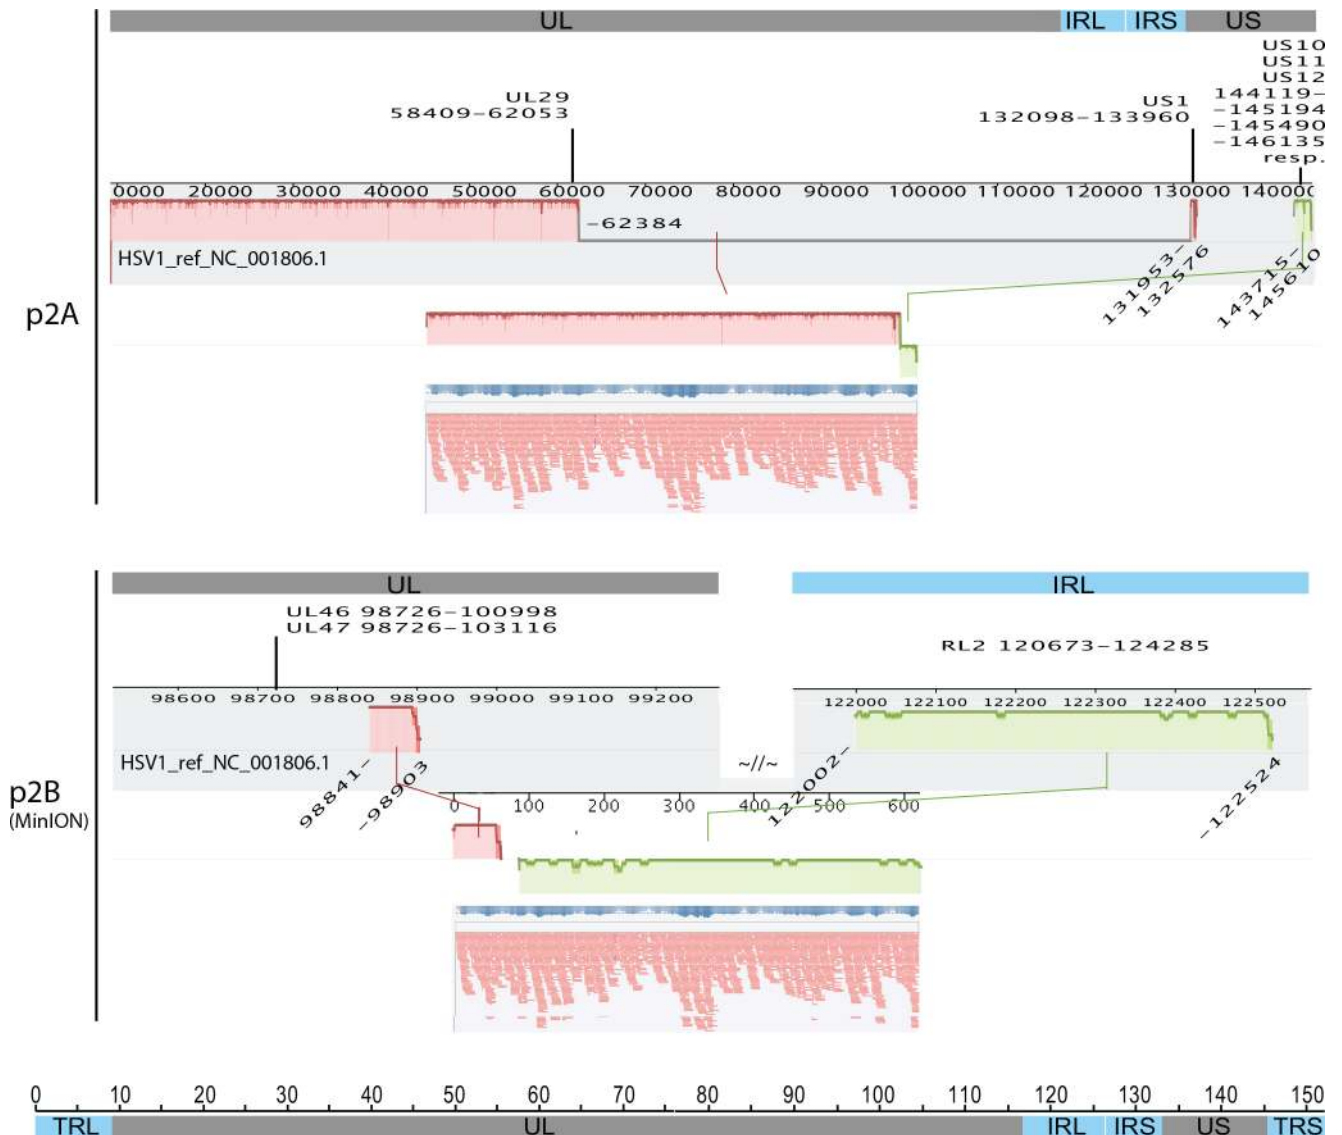 UL IRL IRS US
US10
US11
US12
144119-
-145194
-145490
-146135
resp.
UL29
58409-62053
US1
132098-133960
0000 20000 30000 40000 50000 60000 70000 80000 90000 100000 110000 120000 130000 14000
-62384
HSV1_ref_NC_001806.1
131953-
132576
143715-
145610
p2A
UL IRL
UL46 98726-100998
UL47 98726-103116
RL2 120673-124285
98600 98700 98800 98900 99000 99100 99200
122000 122100 122200 122300 122400 122500
HSV1_ref_NC_001806.1
~//~
98841-
-98903
122002-
-122524
0 100 200 300 400 500 600
p2B
(MinION)
0 10 20 30 40 50 60 70 80 90 100 110 120 130 140 150
TRL UL IRL IRS US TRS